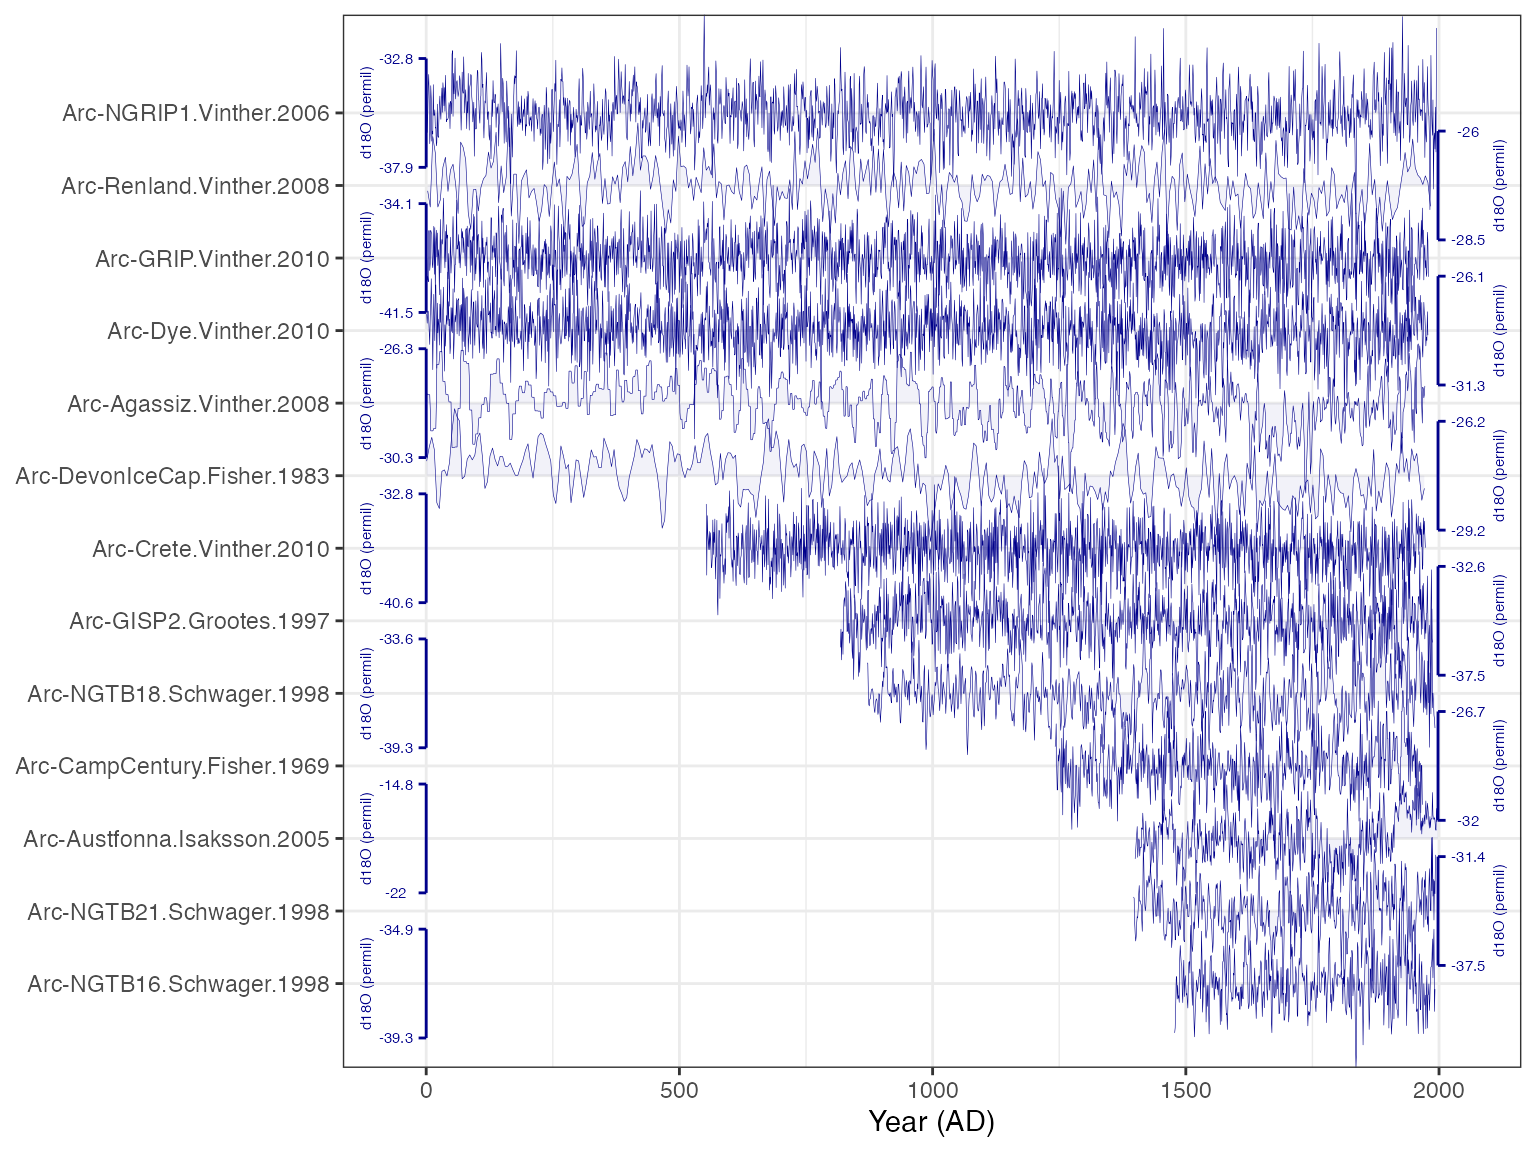 Arc-NGRIP1.Vinther.2006
Arc-Renland.Vinther.2008
Arc-GRIP.Vinther.2010
Arc-Dye.Vinther.2010
Arc-Agassiz.Vinther.2008
Arc-DevonIceCap.Fisher.1983
Arc-Crete.Vinther.2010
Arc-GISP2.Grootes.1997
Arc-NGTB18.Schwager.1998
Arc-CampCentury.Fisher.1969
Arc-Austfonna.Isaksson.2005
Arc-NGTB21.Schwager.1998
Arc-NGTB16.Schwager.1998
-32.8
d18O (permil)
-37.9
-34.1
d18O (permil)
-41.5
-26.3
d18O (permil)
-30.3
-32.8
d18O (permil)
-40.6
-33.6
d18O (permil)
-39.3
-14.8
d18O (permil)
-22
-34.9
d18O (permil)
-39.3
-26
d18O (permil)
-28.5
-26.1
d18O (permil)
-31.3
-26.2
d18O (permil)
-29.2
-32.6
d18O (permil)
-37.5
-26.7
d18O (permil)
-32
-31.4
d18O (permil)
-37.5
0 500 1000 1500 2000
Year (AD)